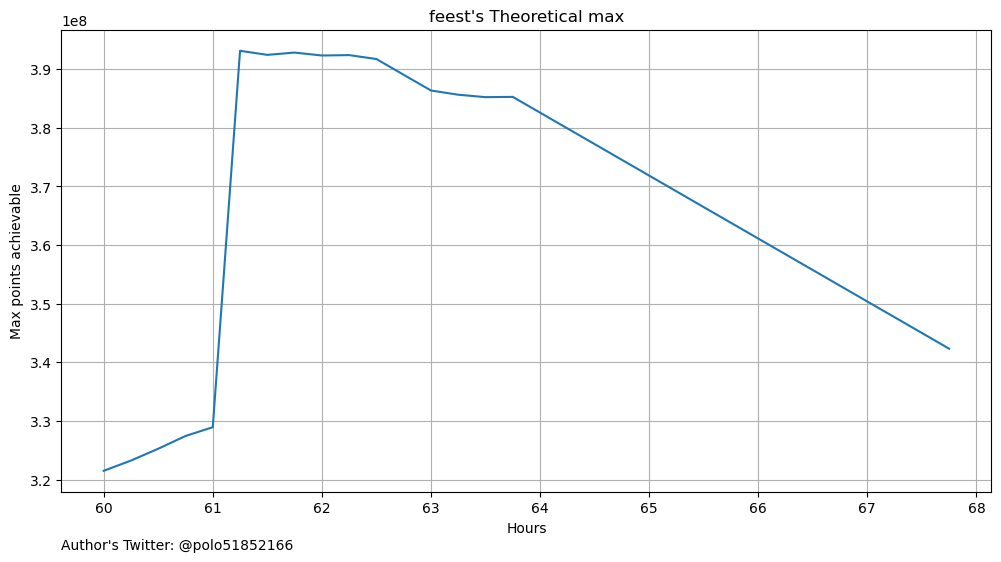 feest's Theoretical max
1e8
3.9
3.8
3.7
3.6
3.5
3.4
3.3
3.2
Max points achievable
60 61 62 63 64 65 66 67 68
Hours
Author's Twitter: @polo51852166